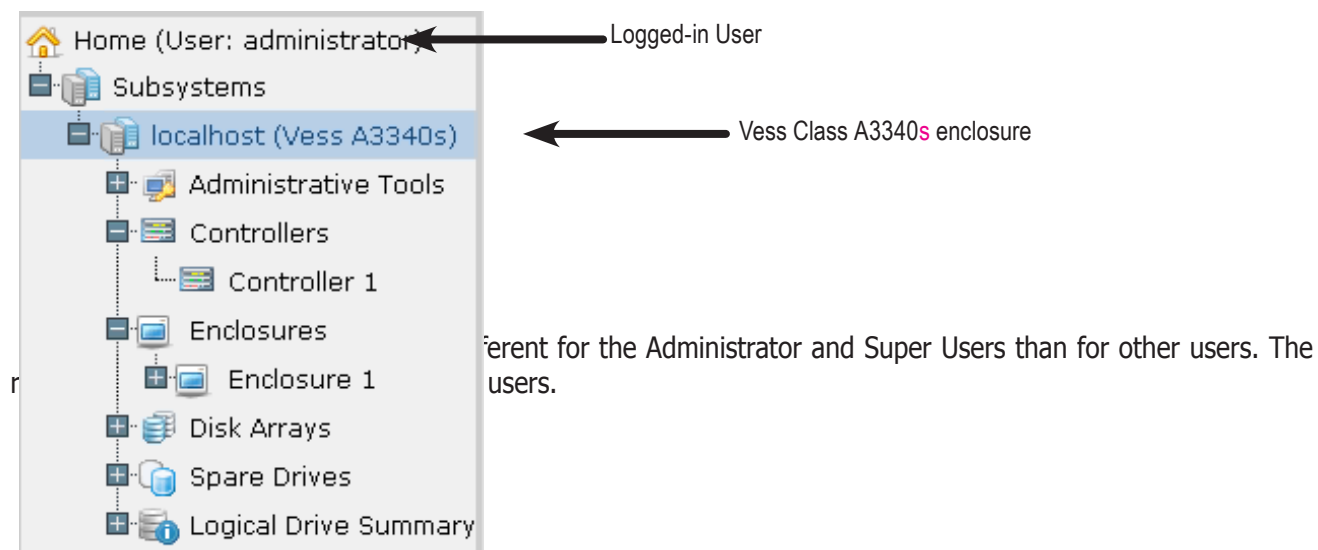 Home (User: administrator) Logged-in User
Subsystems
localhost (Vess A3340s) Vess Class A3340s enclosure
Administrative Tools
Controllers
Controller 1
Enclosures
for the Administrator and Super Users than for other users. The
Enclosure 1 users.
Disk Arrays
Spare Drives
Logical Drive Summary